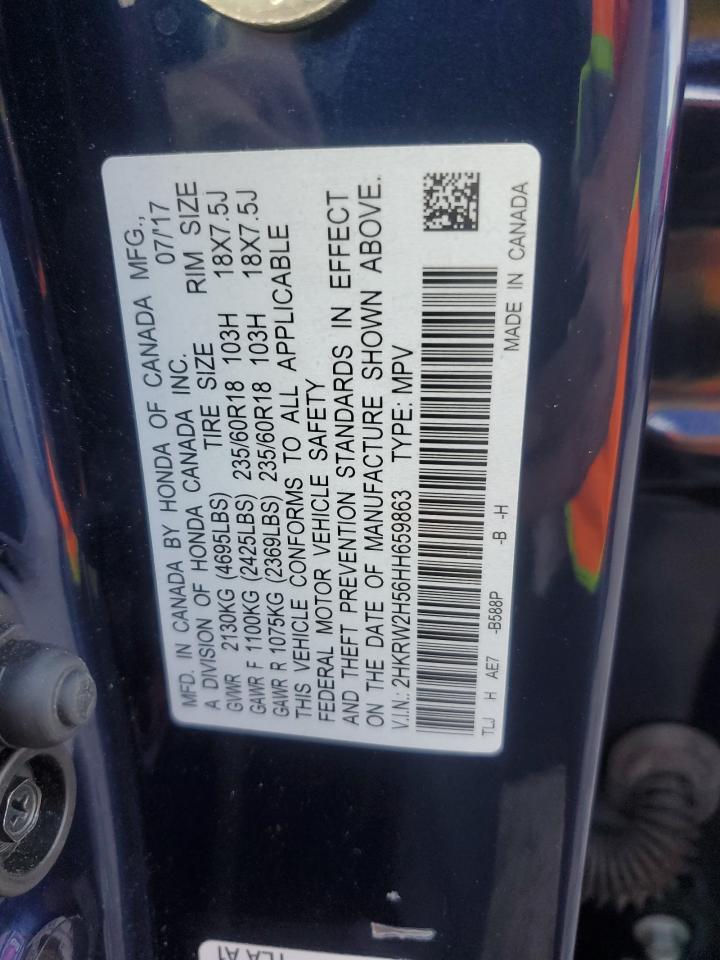 MFD. IN CANADA BY HONDA OF CANADA MFG.,
A DIVISION OF HONDA CANADA INC. 07/'17
GVWR 2130KG (4695LBS) TIRE SIZE RIM SIZE
GAWR F 1100KG (2425LBS) 235/60R18 103H 18X7.5J
GAWR R 1075KG (2369LBS) 235/60R18 103H 18X7.5J
THIS VEHICLE CONFORMS TO ALL APPLICABLE
FEDERAL MOTOR VEHICLE SAFETY
AND THEFT PREVENTION STANDARDS IN EFFECT
ON THE DATE OF MANUFACTURE SHOWN ABOVE.
V.I.N.: 2HKRW2H56HH659863 TYPE: MPV
TLJ H AE7 -B588P -B -H MADE IN CANADA